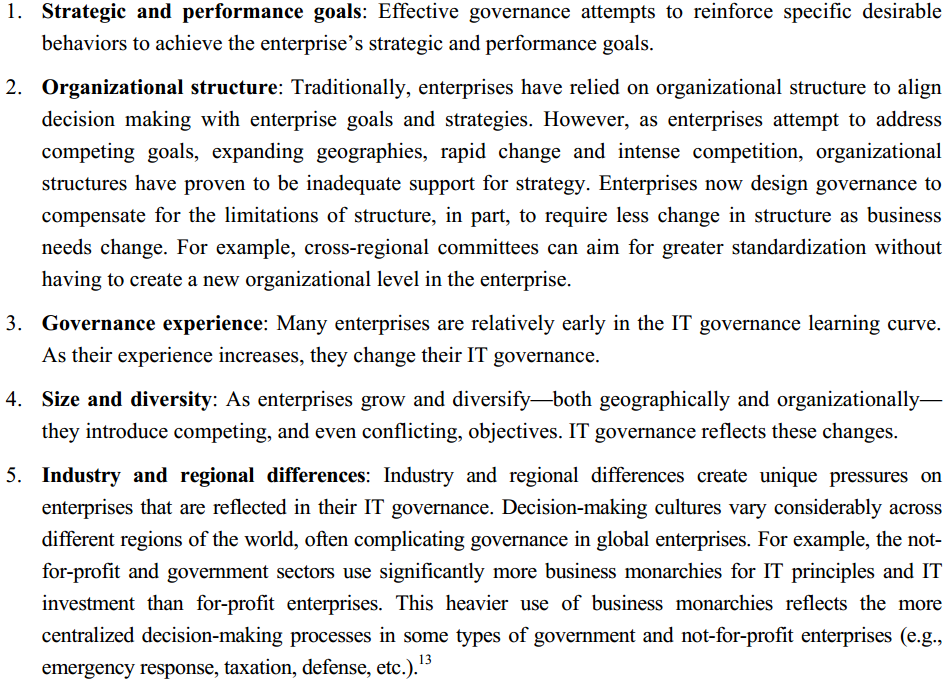 1. Strategic and performance goals: Effective governance attempts to reinforce specific desirable
behaviors to achieve the enterprise’s strategic and performance goals.
2. Organizational structure: Traditionally, enterprises have relied on organizational structure to align
decision making with enterprise goals and strategies. However, as enterprises attempt to address
competing goals, expanding geographies, rapid change and intense competition, organizational
structures have proven to be inadequate support for strategy. Enterprises now design governance to
compensate for the limitations of structure, in part, to require less change in structure as business
needs change. For example, cross-regional committees can aim for greater standardization without
having to create a new organizational level in the enterprise.
3. Governance experience: Many enterprises are relatively early in the IT governance learning curve.
As their experience increases, they change their IT governance.
4. Size and diversity: As enterprises grow and diversify—both geographically and organizationally—
they introduce competing, and even conflicting, objectives. IT governance reflects these changes.
5. Industry and regional differences: Industry and regional differences create unique pressures on
enterprises that are reflected in their IT governance. Decision-making cultures vary considerably across
different regions of the world, often complicating governance in global enterprises. For example, the not-
for-profit and government sectors use significantly more business monarchies for IT principles and IT
investment than for-profit enterprises. This heavier use of business monarchies reflects the more
centralized decision-making processes in some types of government and not-for-profit enterprises (e.g.,
emergency response, taxation, defense, etc.).13